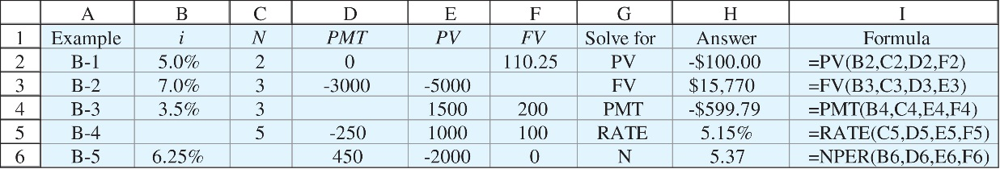 A B C D E F G H I
1 Example i N PMT PV FV Solve for Answer Formula
2 B-1 5.0% 2 0 110.25 PV -$100.00 =PV(B2,C2,D2,F2)
3 B-2 7.0% 3 -3000 -5000 FV $15,770 =FV(B3,C3,D3,E3)
4 B-3 3.5% 3 1500 200 PMT -$599.79 =PMT(B4,C4,E4,F4)
5 B-4 5 -250 1000 100 RATE 5.15% =RATE(C5,D5,E5,F5)
6 B-5 6.25% 450 -2000 0 N 5.37 =NPER(B6,D6,E6,F6)